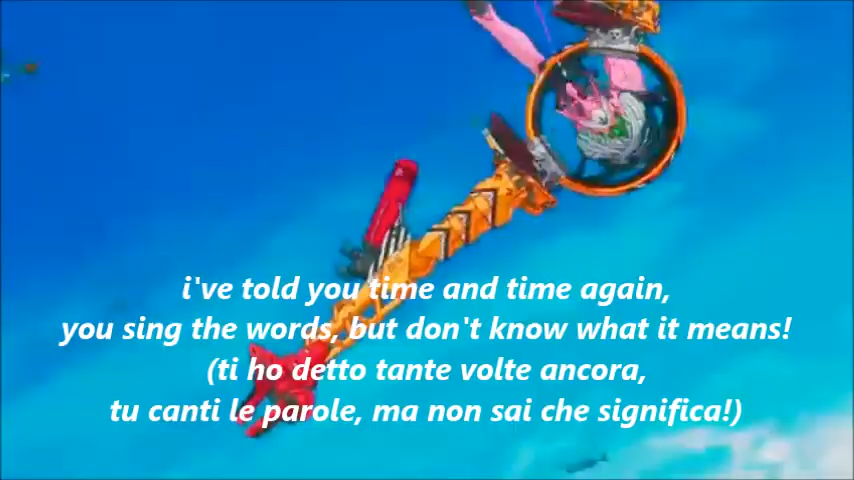 i've told you time and time again,
you sing the words, but don't know what it means!
(ti ho detto tante volte ancora,
tu canti le parole, ma non sai che significa!)